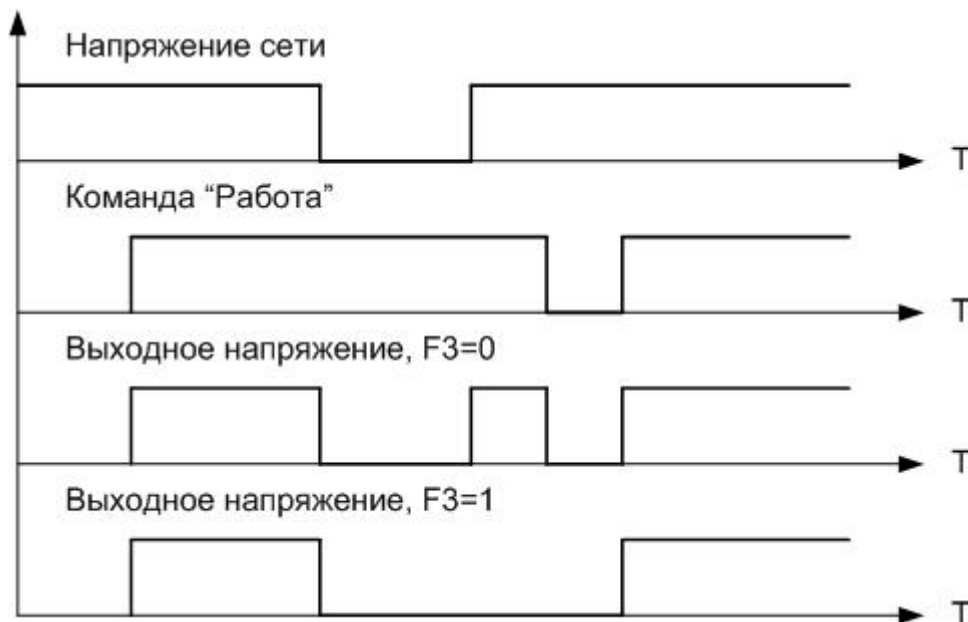 Напряжение сети
T
Команда “Работа”
T
Выходное напряжение, F3=0
T
Выходное напряжение, F3=1
T